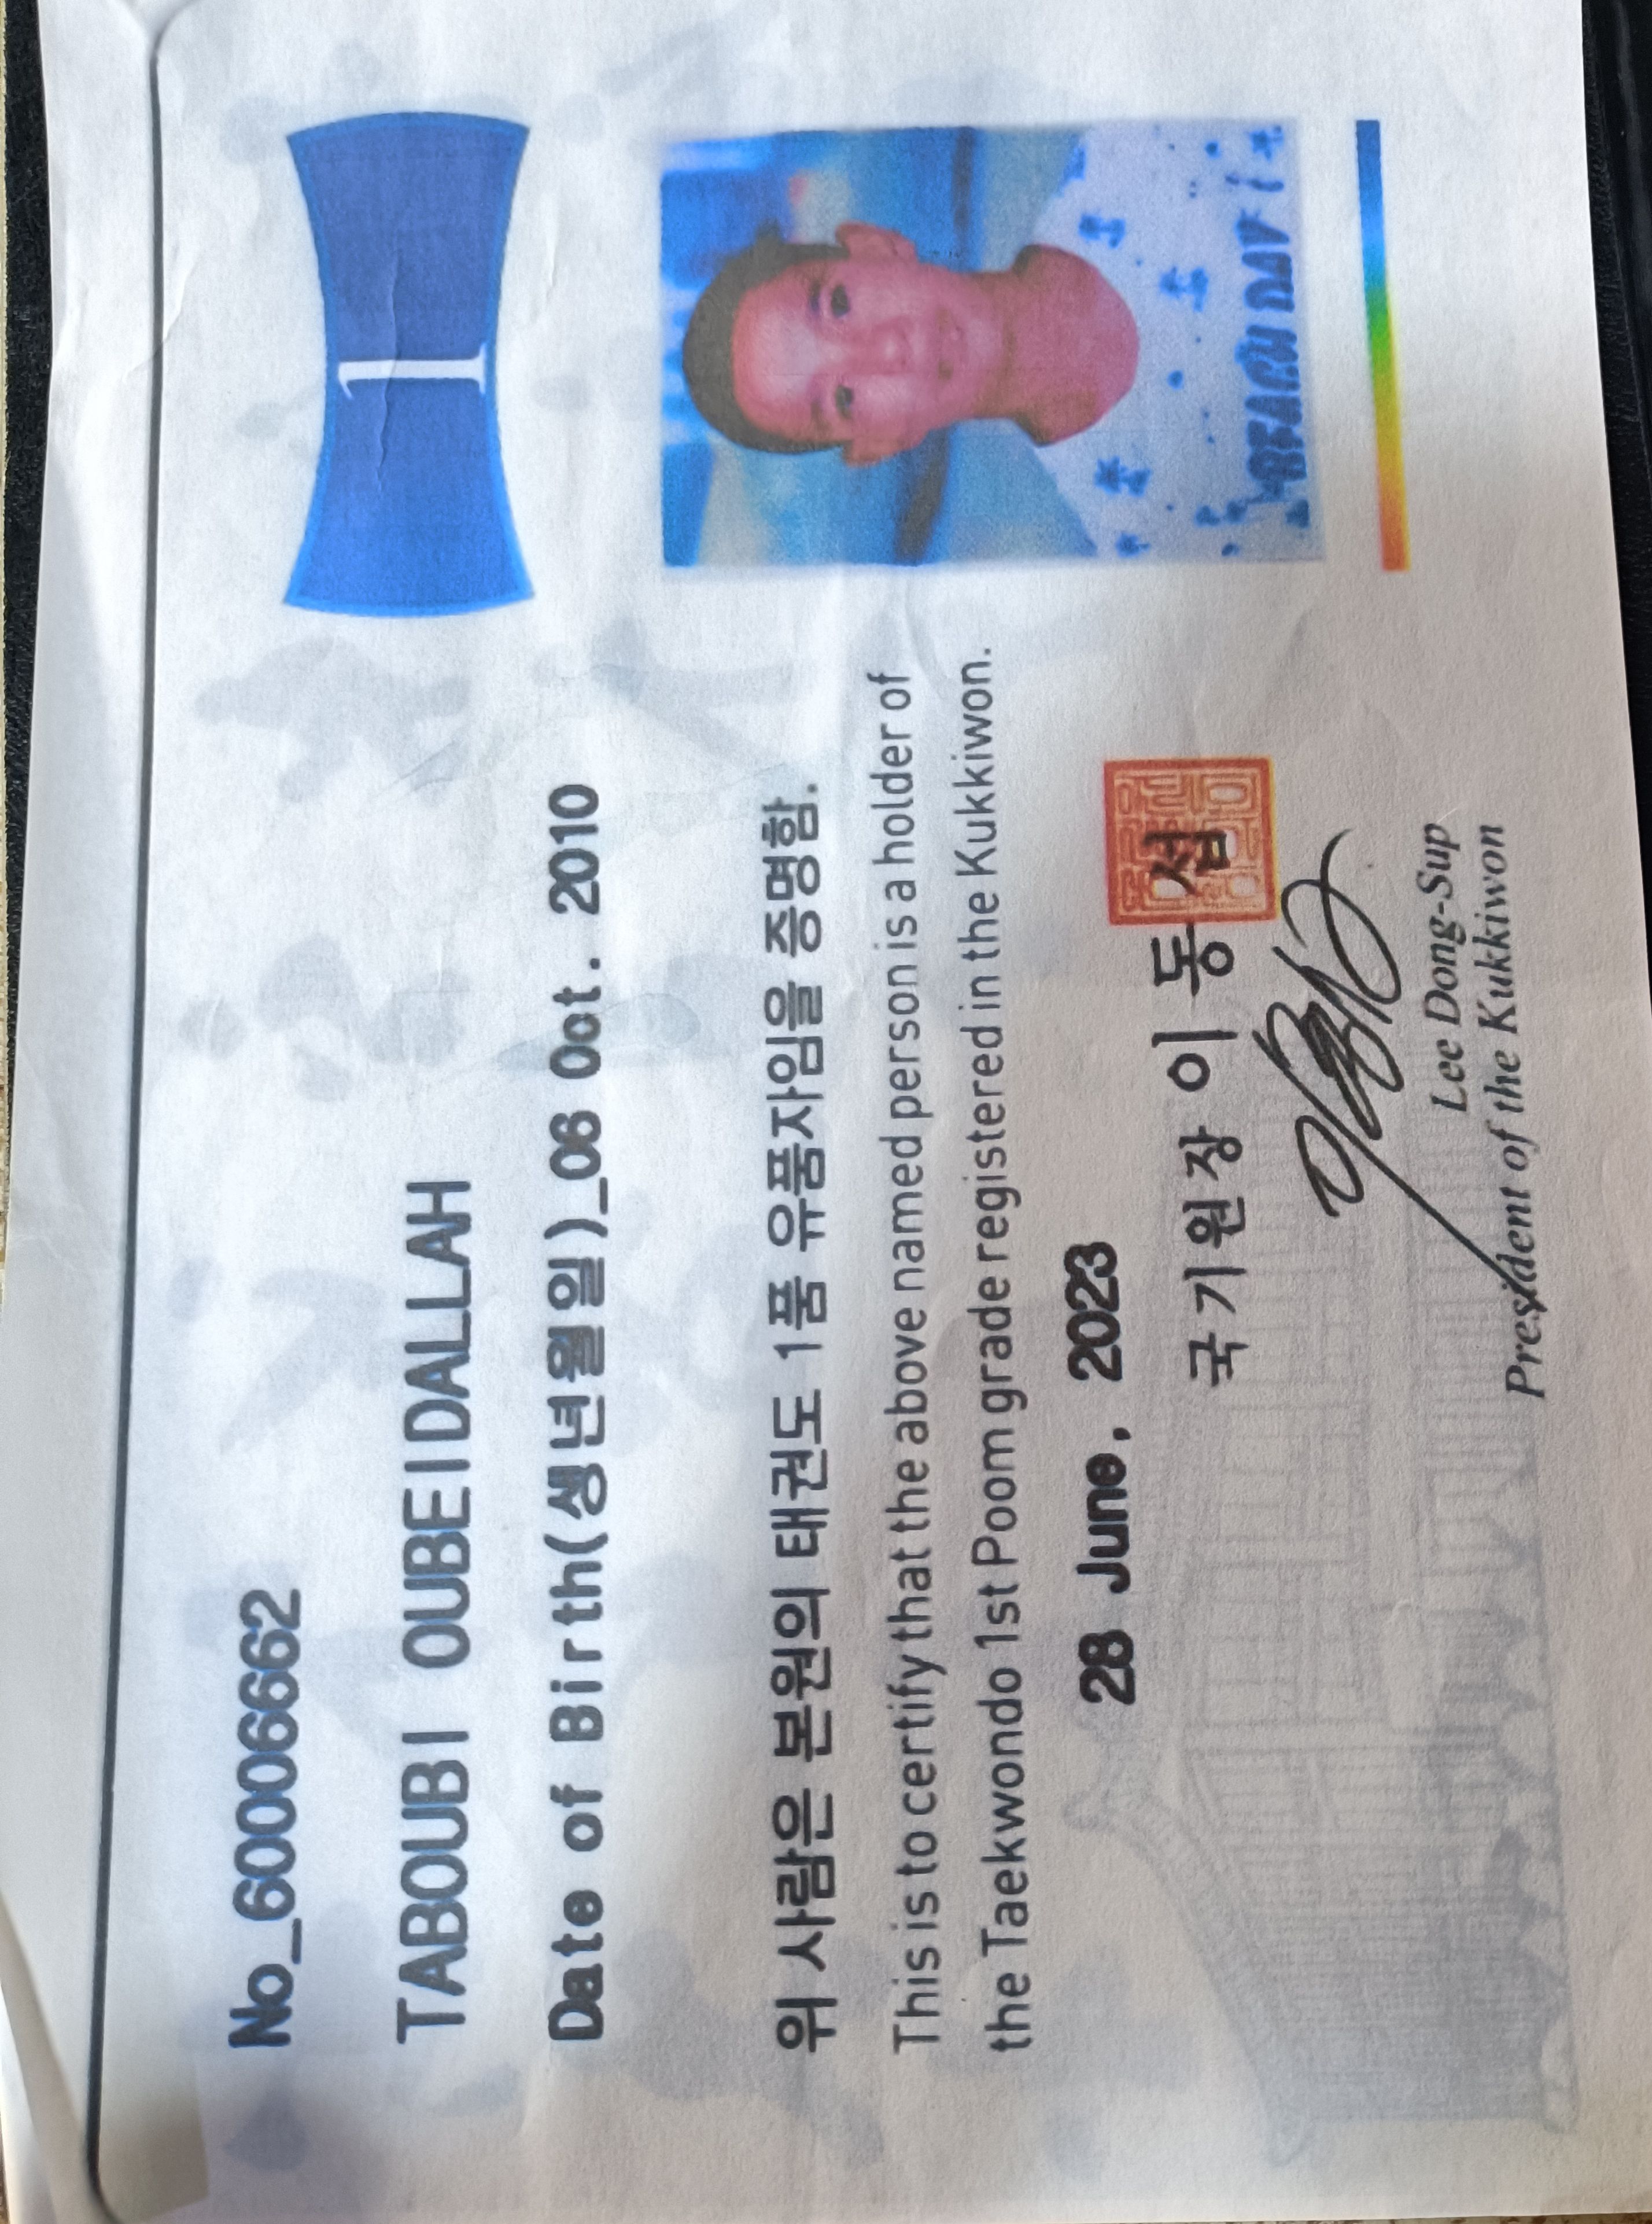 1
No_60006662
TABOUBI OUBEIDALLAH
Date of Birth(생년월일)_06 Oct. 2010
위 사람은 본원의 태권도 1품 유품자임을 증명함.
This is to certify that the above named person is a holder of
the Taekwondo 1st Poom grade registered in the Kukkiwon.
28 June, 2023
국기원장 이 동 섭
Lee Dong-Sup
President of the Kukkiwon